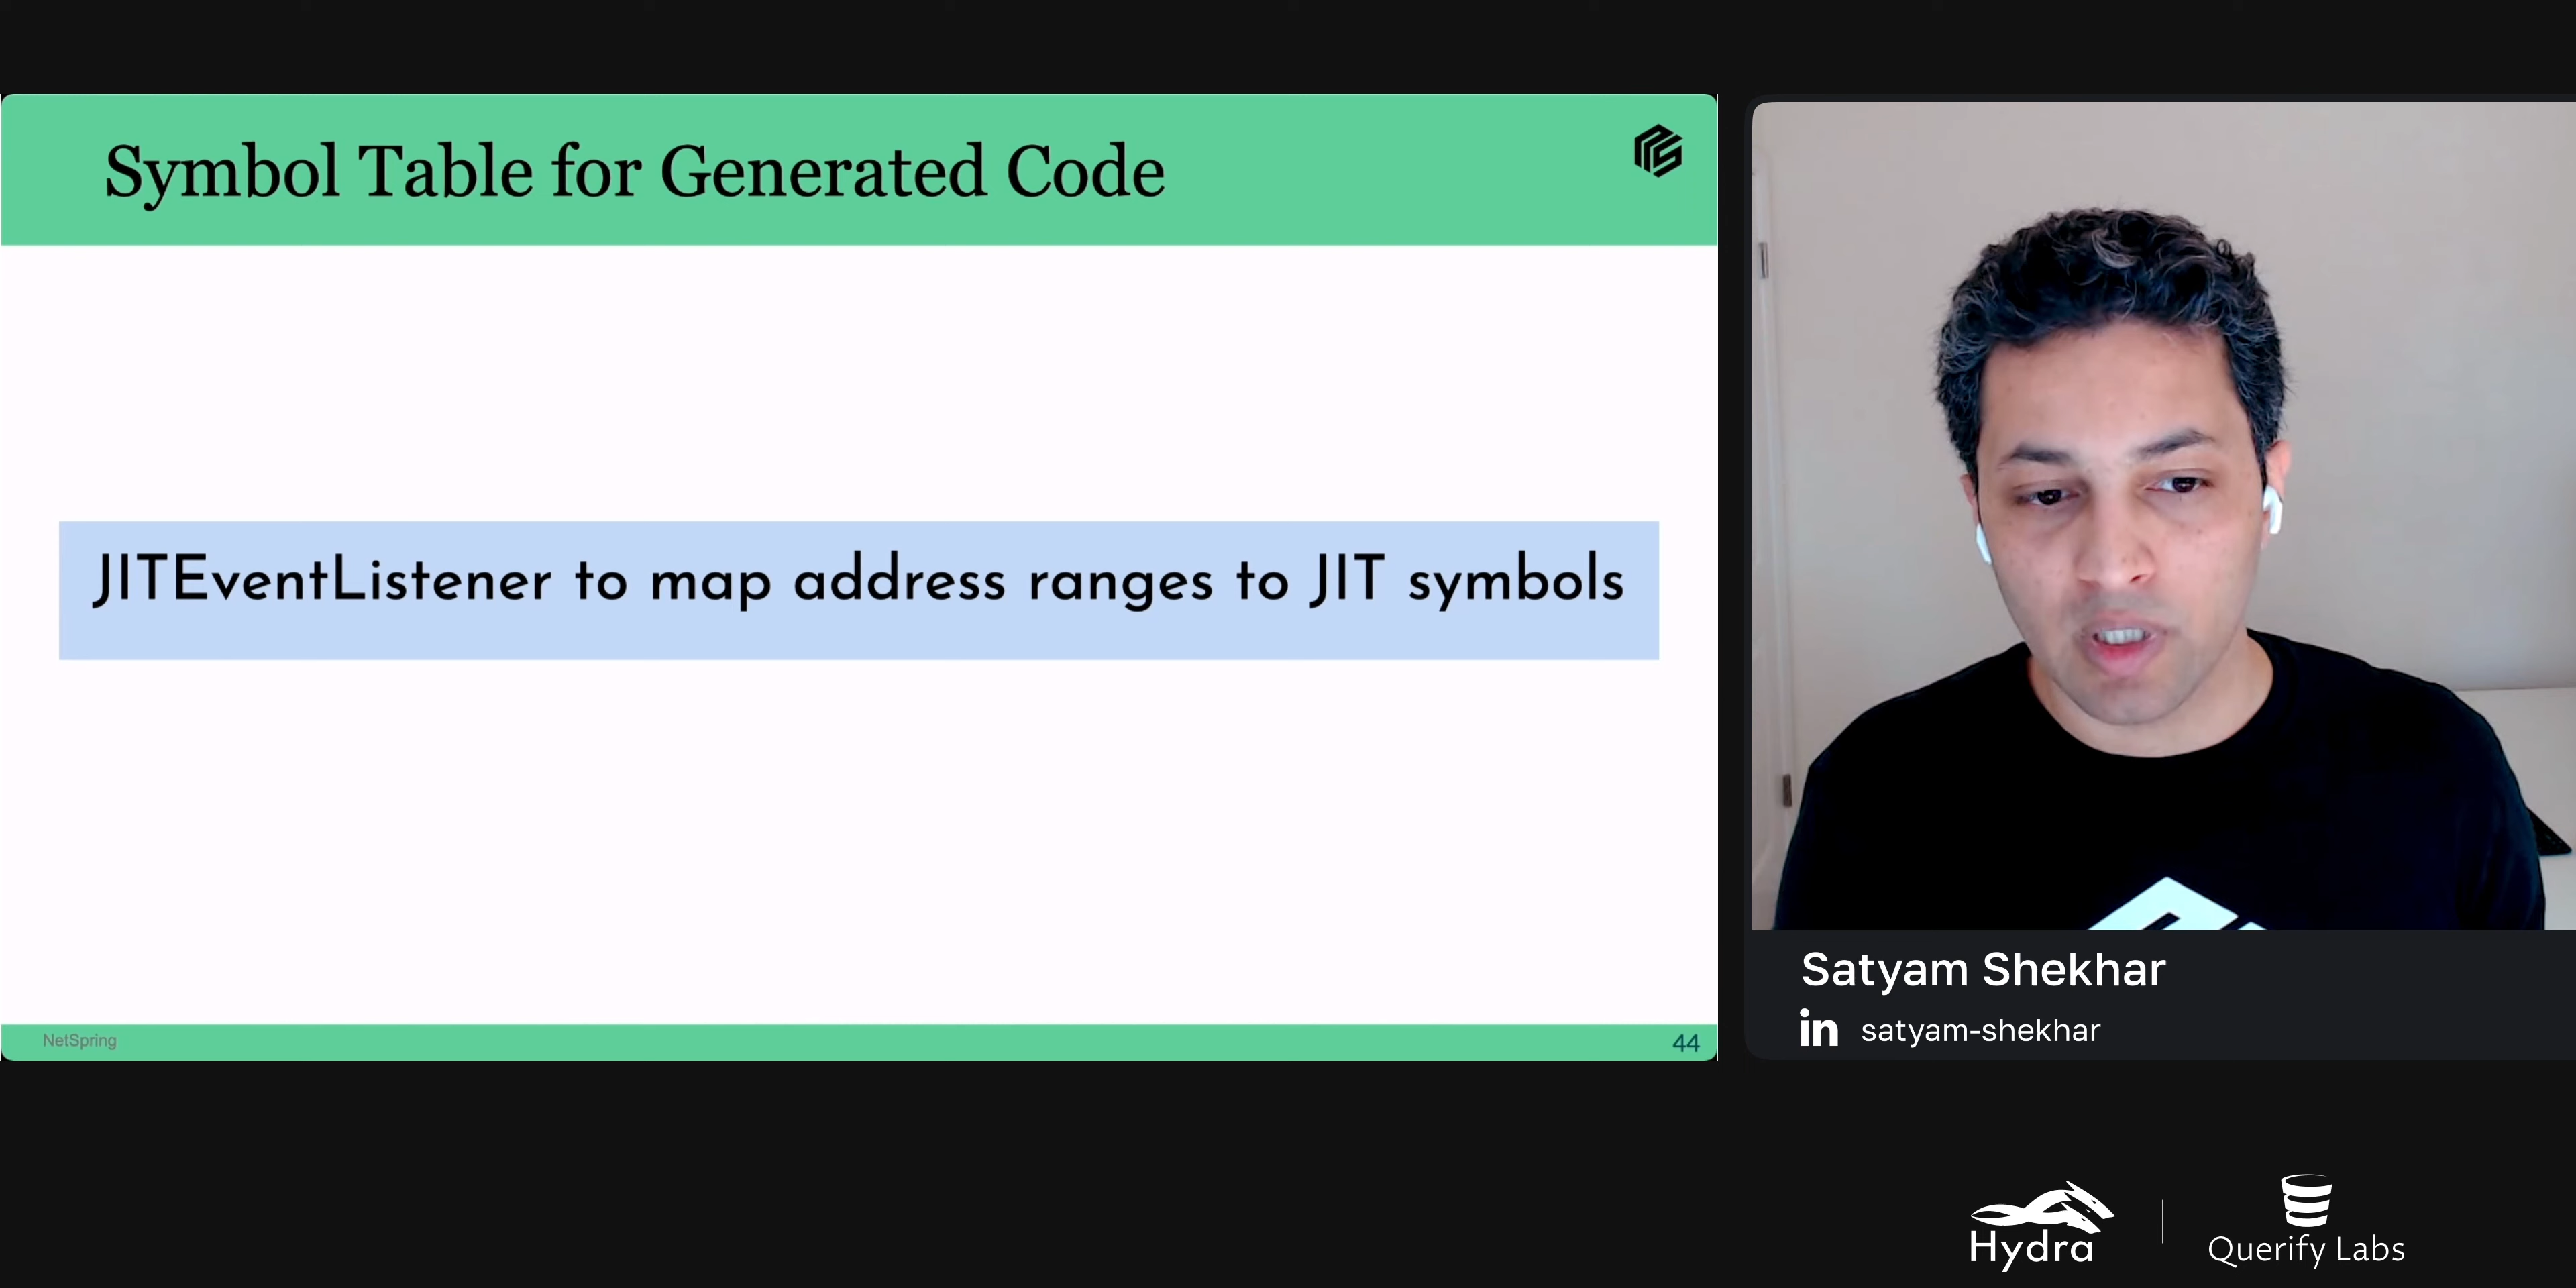 Symbol Table for Generated Code
JITEventListener to map address ranges to JIT symbols
NetSpring
44
Satyam Shekhar
in satyam-shekhar
Hydra
Querify Labs